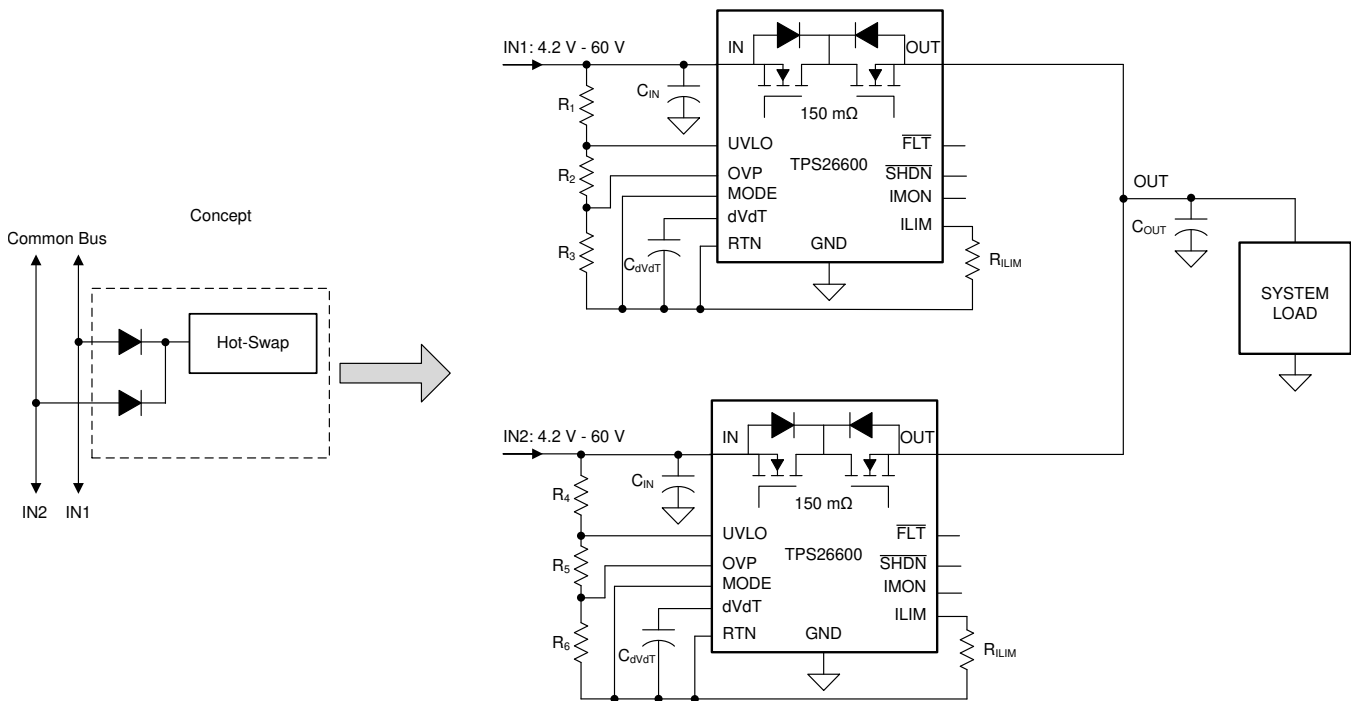 Concept
Common Bus
Hot-Swap
IN2 IN1
IN1: 4.2 V - 60 V
IN
OUT
CIN
R1
150 mΩ
UVLO
FLT
TPS26600
R2
OVP
SHDN
MODE
IMON
dVdT
ILIM
R3
RTN
GND
CdVdT
RILIM
OUT
COUT
SYSTEM
LOAD
IN2: 4.2 V - 60 V
IN
OUT
CIN
R4
150 mΩ
UVLO
FLT
TPS26600
R5
OVP
SHDN
MODE
IMON
dVdT
ILIM
R6
RTN
GND
CdVdT
RILIM